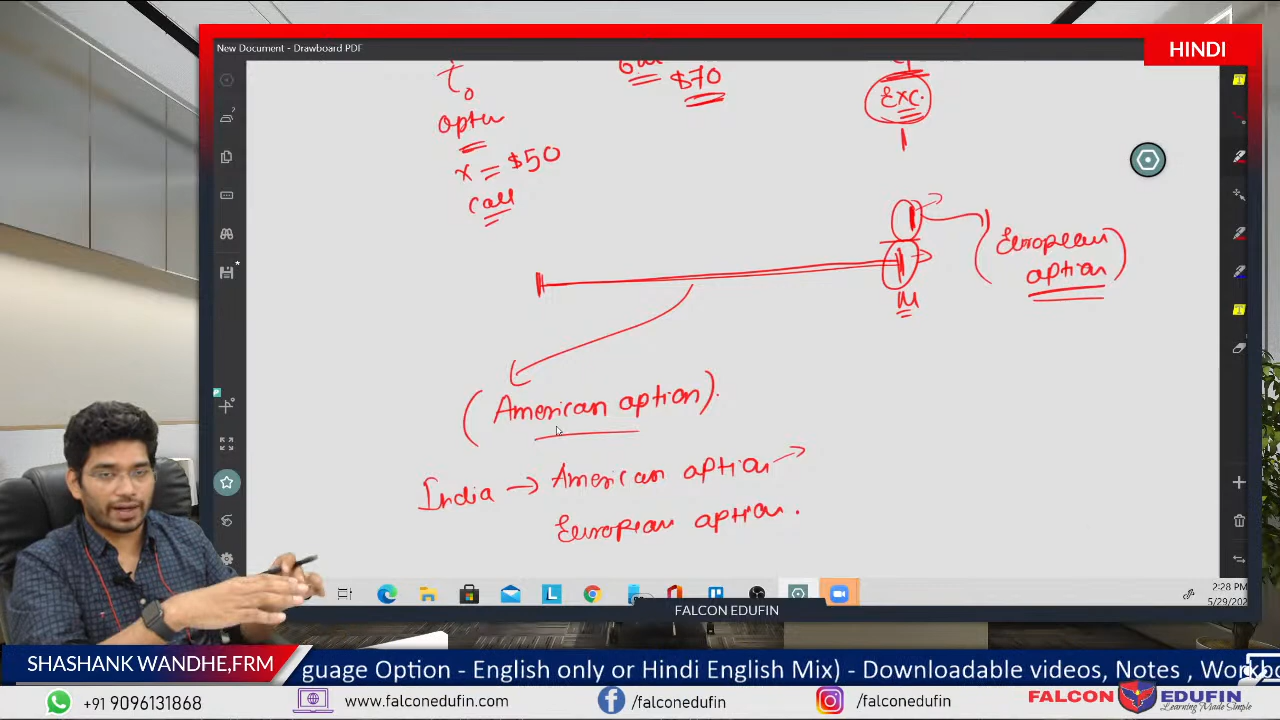 New Document - Drawboard PDF
HINDI
$70
Exc.
t0
x = $50
call
European
option
M
(American option).
India → American option →
European option.
2:28 PM
FALCON EDUFIN
SHASHANK WANDHE,FRM
guage Option - English only or Hindi English Mix) - Downloadable videos, Notes , Workbo
+91 9096131868
www.falconedufin.com
/falconedufin.com
/falconedufin
FALCON EDUFIN
Learning Made Simple